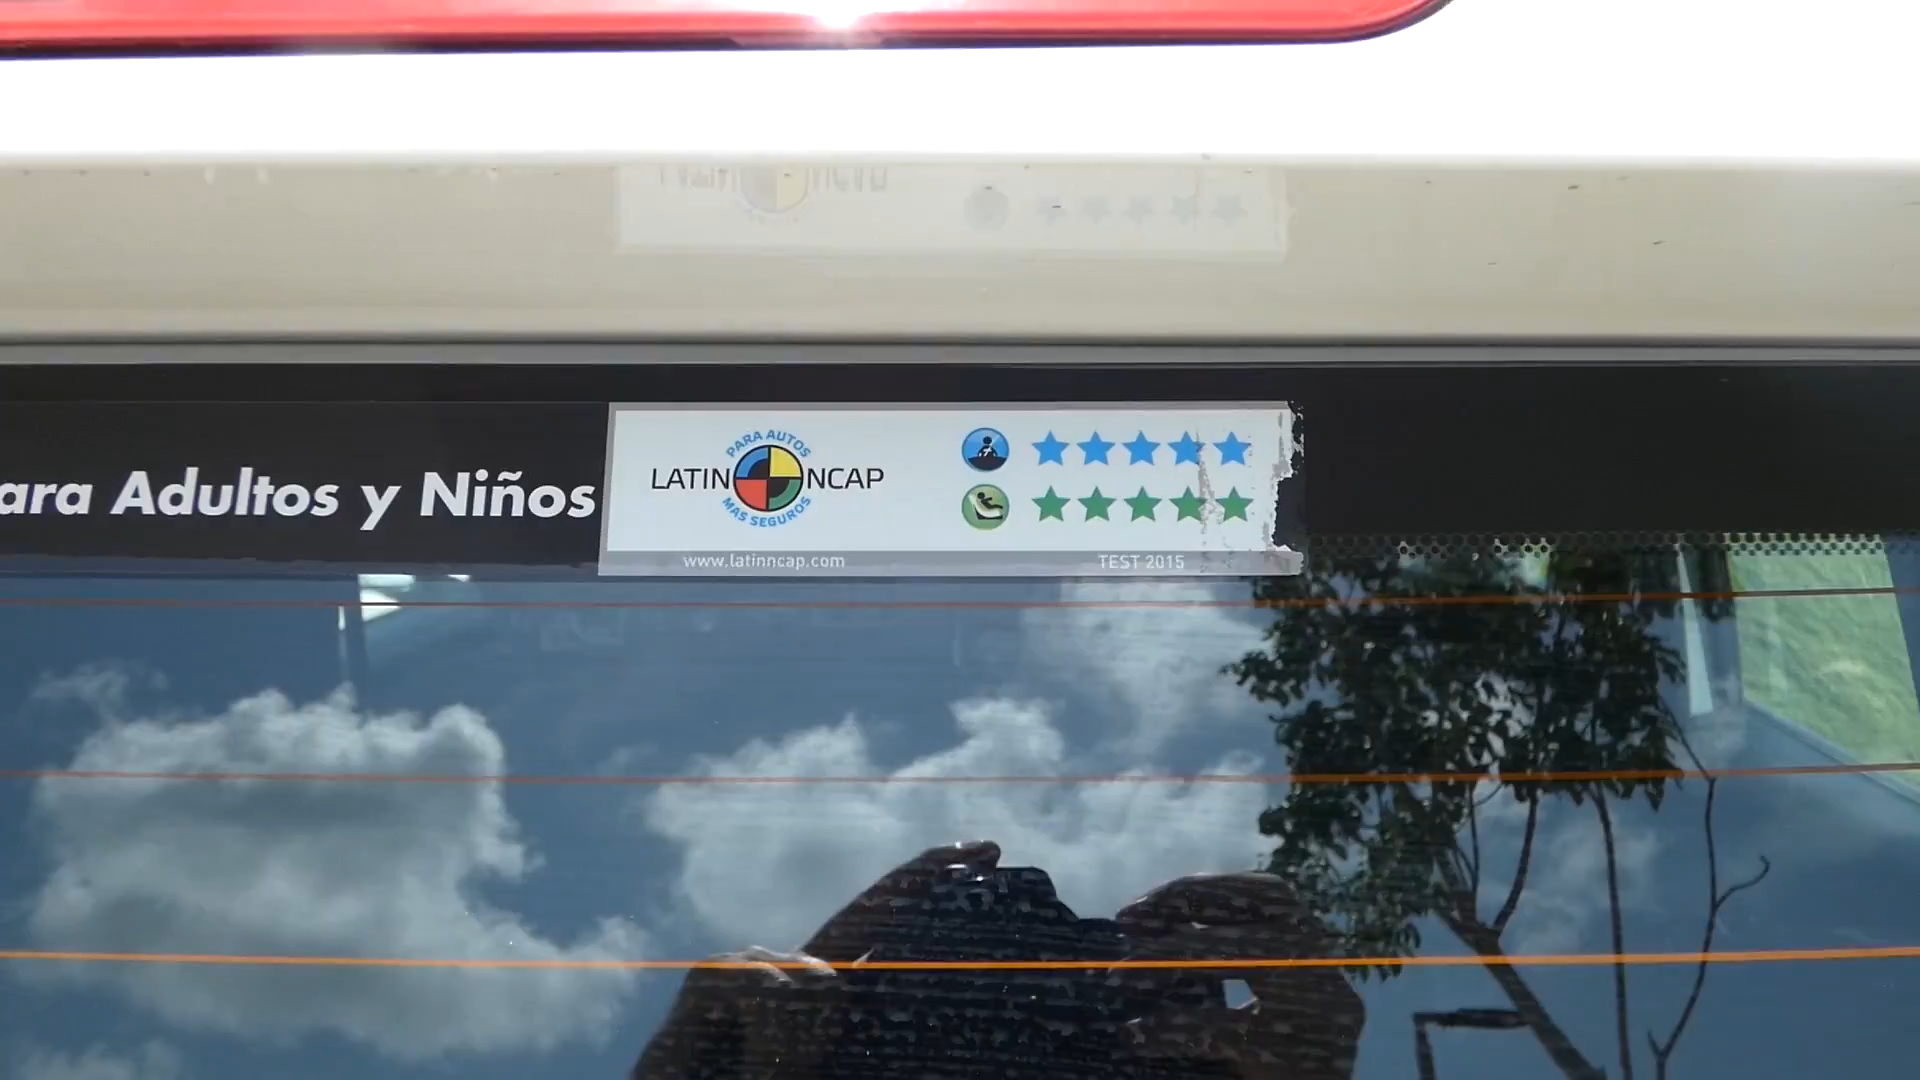 ara Adultos y Niños
PARA AUTOS
LATIN NCAP
MAS SEGUROS
www.latinncap.com
TEST 2015